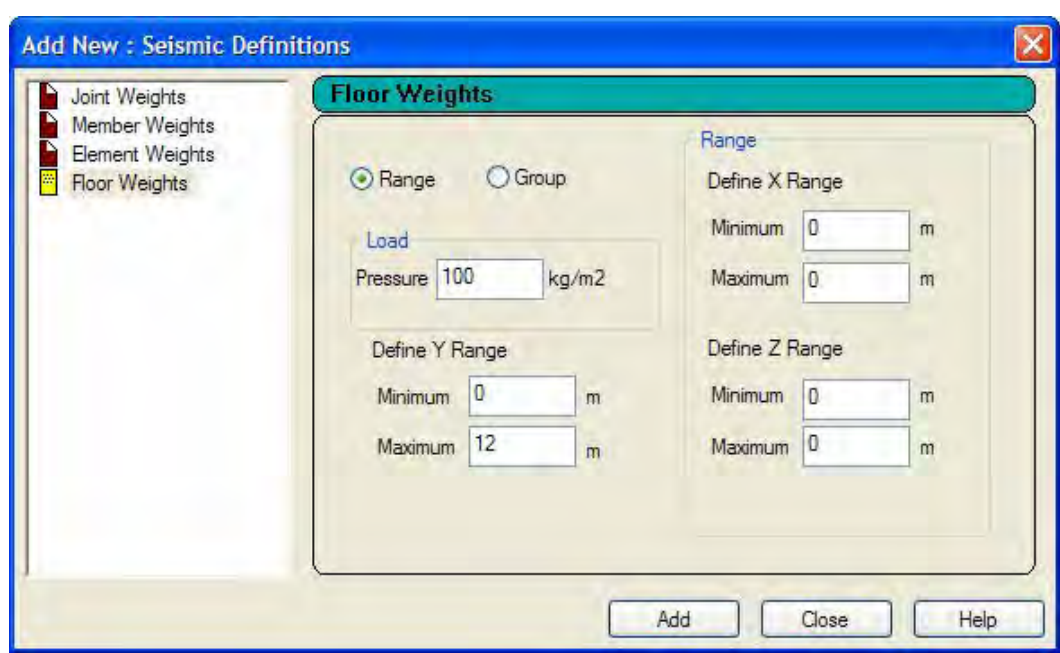 Add New : Seismic Definitions
Joint Weights
Member Weights
Element Weights
Floor Weights
Floor Weights
Range Group
Load
Pressure 100 kg/m2
Define Y Range
Minimum 0 m
Maximum 12 m
Range
Define X Range
Minimum 0 m
Maximum 0 m
Define Z Range
Minimum 0 m
Maximum 0 m
Add Close Help